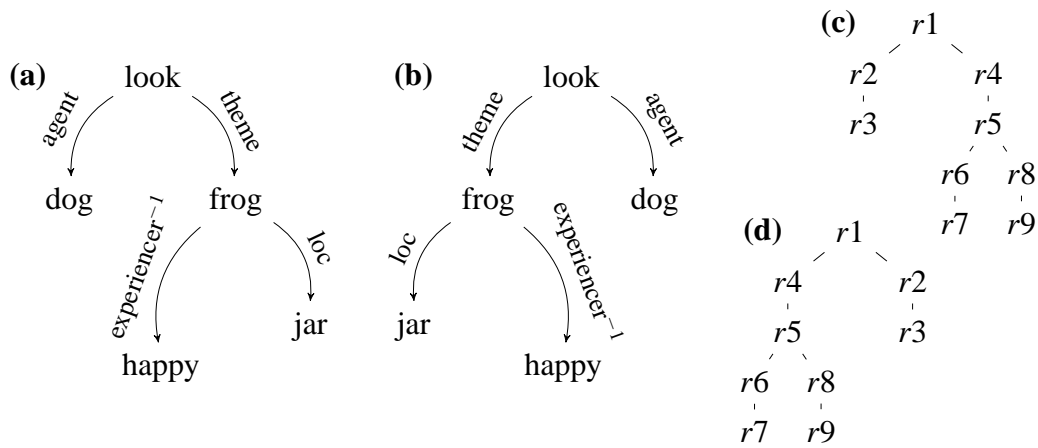 (a)
look
agent
theme
dog
frog
experiencer⁻¹
loc
happy
jar
(b)
look
theme
agent
frog
dog
loc
experiencer⁻¹
jar
happy
(c)
r1
r2 r4
r3 r5
r6 r8
r7 r9
(d)
r1
r4 r2
r5 r3
r6 r8
r7 r9